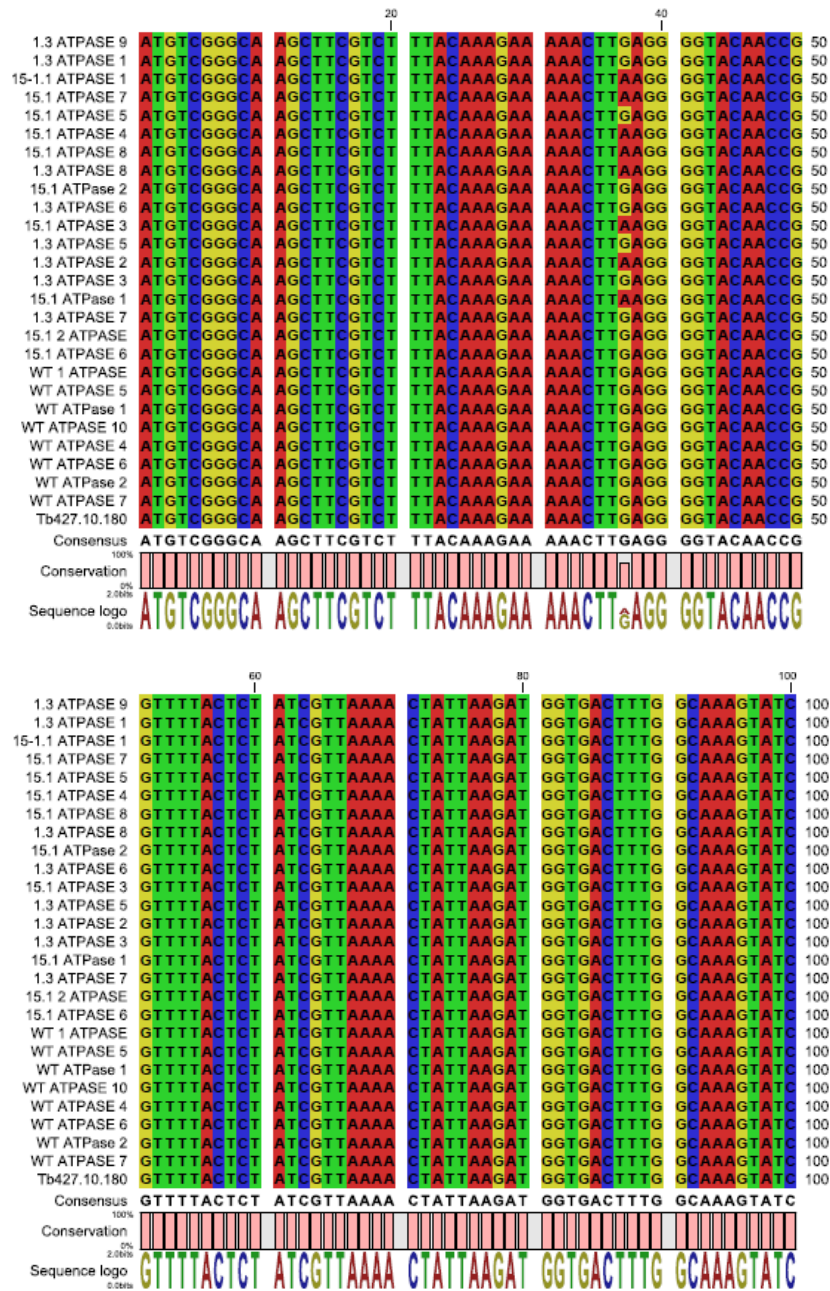 20 40
1.3 ATPASE 9 ATGTCGGGCA AGCTTCGTCT TTACAAAGAA AAACTTGAGG GGTACAACCG 50
1.3 ATPASE 1 ATGTCGGGCA AGCTTCGTCT TTACAAAGAA AAACTTGAGG GGTACAACCG 50
15-1.1 ATPASE 1 ATGTCGGGCA AGCTTCGTCT TTACAAAGAA AAACTTAAGG GGTACAACCG 50
15.1 ATPASE 7 ATGTCGGGCA AGCTTCGTCT TTACAAAGAA AAACTTAAGG GGTACAACCG 50
15.1 ATPASE 5 ATGTCGGGCA AGCTTCGTCT TTACAAAGAA AAACTTGAGG GGTACAACCG 50
15.1 ATPASE 4 ATGTCGGGCA AGCTTCGTCT TTACAAAGAA AAACTTAAGG GGTACAACCG 50
15.1 ATPASE 8 ATGTCGGGCA AGCTTCGTCT TTACAAAGAA AAACTTAAGG GGTACAACCG 50
1.3 ATPASE 8 ATGTCGGGCA AGCTTCGTCT TTACAAAGAA AAACTTAAGG GGTACAACCG 50
15.1 ATPase 2 ATGTCGGGCA AGCTTCGTCT TTACAAAGAA AAACTTGAGG GGTACAACCG 50
1.3 ATPASE 6 ATGTCGGGCA AGCTTCGTCT TTACAAAGAA AAACTTGAGG GGTACAACCG 50
15.1 ATPASE 3 ATGTCGGGCA AGCTTCGTCT TTACAAAGAA AAACTTAAGG GGTACAACCG 50
1.3 ATPASE 5 ATGTCGGGCA AGCTTCGTCT TTACAAAGAA AAACTTGAGG GGTACAACCG 50
1.3 ATPASE 2 ATGTCGGGCA AGCTTCGTCT TTACAAAGAA AAACTTAAGG GGTACAACCG 50
1.3 ATPASE 3 ATGTCGGGCA AGCTTCGTCT TTACAAAGAA AAACTTGAGG GGTACAACCG 50
15.1 ATPase 1 ATGTCGGGCA AGCTTCGTCT TTACAAAGAA AAACTTAAGG GGTACAACCG 50
1.3 ATPASE 7 ATGTCGGGCA AGCTTCGTCT TTACAAAGAA AAACTTGAGG GGTACAACCG 50
15.1 2 ATPASE ATGTCGGGCA AGCTTCGTCT TTACAAAGAA AAACTTGAGG GGTACAACCG 50
15.1 ATPASE 6 ATGTCGGGCA AGCTTCGTCT TTACAAAGAA AAACTTGAGG GGTACAACCG 50
WT 1 ATPASE ATGTCGGGCA AGCTTCGTCT TTACAAAGAA AAACTTGAGG GGTACAACCG 50
WT ATPASE 5 ATGTCGGGCA AGCTTCGTCT TTACAAAGAA AAACTTGAGG GGTACAACCG 50
WT ATPase 1 ATGTCGGGCA AGCTTCGTCT TTACAAAGAA AAACTTGAGG GGTACAACCG 50
WT ATPASE 10 ATGTCGGGCA AGCTTCGTCT TTACAAAGAA AAACTTGAGG GGTACAACCG 50
WT ATPASE 4 ATGTCGGGCA AGCTTCGTCT TTACAAAGAA AAACTTGAGG GGTACAACCG 50
WT ATPASE 6 ATGTCGGGCA AGCTTCGTCT TTACAAAGAA AAACTTGAGG GGTACAACCG 50
WT ATPase 2 ATGTCGGGCA AGCTTCGTCT TTACAAAGAA AAACTTGAGG GGTACAACCG 50
WT ATPASE 7 ATGTCGGGCA AGCTTCGTCT TTACAAAGAA AAACTTGAGG GGTACAACCG 50
Tb427.10.180 ATGTCGGGCA AGCTTCGTCT TTACAAAGAA AAACTTGAGG GGTACAACCG 50
Consensus ATGTCGGGCA AGCTTCGTCT TTACAAAGAA AAACTTGAGG GGTACAACCG
100%
Conservation
0%
2.0bits
Sequence logo ATGTCGGGCA AGCTTCGTCT TTACAAAGAA AAACTTGAGG GGTACAACCG
0.0bits
60 80 100
1.3 ATPASE 9 GTTTTACTCT ATCGTTAAAA CTATTAAGAT GGTGACTTTG GCAAAGTATC 100
1.3 ATPASE 1 GTTTTACTCT ATCGTTAAAA CTATTAAGAT GGTGACTTTG GCAAAGTATC 100
15-1.1 ATPASE 1 GTTTTACTCT ATCGTTAAAA CTATTAAGAT GGTGACTTTG GCAAAGTATC 100
15.1 ATPASE 7 GTTTTACTCT ATCGTTAAAA CTATTAAGAT GGTGACTTTG GCAAAGTATC 100
15.1 ATPASE 5 GTTTTACTCT ATCGTTAAAA CTATTAAGAT GGTGACTTTG GCAAAGTATC 100
15.1 ATPASE 4 GTTTTACTCT ATCGTTAAAA CTATTAAGAT GGTGACTTTG GCAAAGTATC 100
15.1 ATPASE 8 GTTTTACTCT ATCGTTAAAA CTATTAAGAT GGTGACTTTG GCAAAGTATC 100
1.3 ATPASE 8 GTTTTACTCT ATCGTTAAAA CTATTAAGAT GGTGACTTTG GCAAAGTATC 100
15.1 ATPase 2 GTTTTACTCT ATCGTTAAAA CTATTAAGAT GGTGACTTTG GCAAAGTATC 100
1.3 ATPASE 6 GTTTTACTCT ATCGTTAAAA CTATTAAGAT GGTGACTTTG GCAAAGTATC 100
15.1 ATPASE 3 GTTTTACTCT ATCGTTAAAA CTATTAAGAT GGTGACTTTG GCAAAGTATC 100
1.3 ATPASE 5 GTTTTACTCT ATCGTTAAAA CTATTAAGAT GGTGACTTTG GCAAAGTATC 100
1.3 ATPASE 2 GTTTTACTCT ATCGTTAAAA CTATTAAGAT GGTGACTTTG GCAAAGTATC 100
1.3 ATPASE 3 GTTTTACTCT ATCGTTAAAA CTATTAAGAT GGTGACTTTG GCAAAGTATC 100
15.1 ATPase 1 GTTTTACTCT ATCGTTAAAA CTATTAAGAT GGTGACTTTG GCAAAGTATC 100
1.3 ATPASE 7 GTTTTACTCT ATCGTTAAAA CTATTAAGAT GGTGACTTTG GCAAAGTATC 100
15.1 2 ATPASE GTTTTACTCT ATCGTTAAAA CTATTAAGAT GGTGACTTTG GCAAAGTATC 100
15.1 ATPASE 6 GTTTTACTCT ATCGTTAAAA CTATTAAGAT GGTGACTTTG GCAAAGTATC 100
WT 1 ATPASE GTTTTACTCT ATCGTTAAAA CTATTAAGAT GGTGACTTTG GCAAAGTATC 100
WT ATPASE 5 GTTTTACTCT ATCGTTAAAA CTATTAAGAT GGTGACTTTG GCAAAGTATC 100
WT ATPase 1 GTTTTACTCT ATCGTTAAAA CTATTAAGAT GGTGACTTTG GCAAAGTATC 100
WT ATPASE 10 GTTTTACTCT ATCGTTAAAA CTATTAAGAT GGTGACTTTG GCAAAGTATC 100
WT ATPASE 4 GTTTTACTCT ATCGTTAAAA CTATTAAGAT GGTGACTTTG GCAAAGTATC 100
WT ATPASE 6 GTTTTACTCT ATCGTTAAAA CTATTAAGAT GGTGACTTTG GCAAAGTATC 100
WT ATPase 2 GTTTTACTCT ATCGTTAAAA CTATTAAGAT GGTGACTTTG GCAAAGTATC 100
WT ATPASE 7 GTTTTACTCT ATCGTTAAAA CTATTAAGAT GGTGACTTTG GCAAAGTATC 100
Tb427.10.180 GTTTTACTCT ATCGTTAAAA CTATTAAGAT GGTGACTTTG GCAAAGTATC 100
Consensus GTTTTACTCT ATCGTTAAAA CTATTAAGAT GGTGACTTTG GCAAAGTATC
100%
Conservation
0%
2.0bits
Sequence logo GTTTTACTCT ATCGTTAAAA CTATTAAGAT GGTGACTTTG GCAAAGTATC
0.0bits